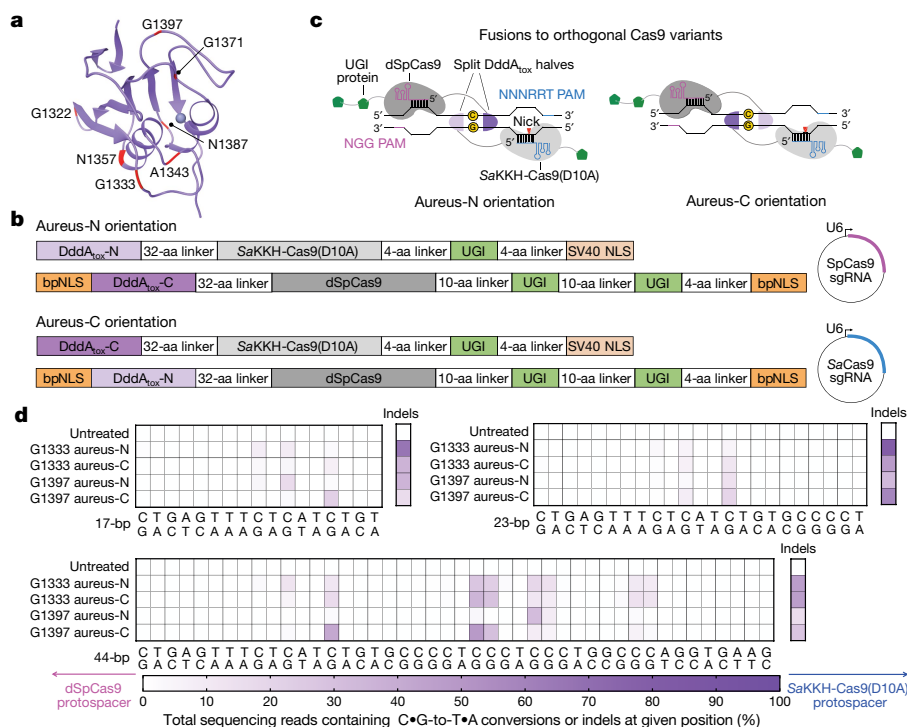 a
G1397
G1371
G1322
N1387
N1357
A1343
G1333
c
Fusions to orthogonal Cas9 variants
UGI protein
dSpCas9
Split DddAtox halves
NNNRRT PAM
5′
3′
3′
5′
C
G
Nick
NGG PAM
SaKKH-Cas9(D10A)
Aureus-N orientation
5′
3′
3′
5′
C
G
Aureus-C orientation
b
Aureus-N orientation
DddAtox-N 32-aa linker SaKKH-Cas9(D10A) 4-aa linker UGI 4-aa linker SV40 NLS
bpNLS DddAtox-C 32-aa linker dSpCas9 10-aa linker UGI 10-aa linker UGI 4-aa linker bpNLS
U6
SpCas9 sgRNA
Aureus-C orientation
DddAtox-C 32-aa linker SaKKH-Cas9(D10A) 4-aa linker UGI 4-aa linker SV40 NLS
bpNLS DddAtox-N 32-aa linker dSpCas9 10-aa linker UGI 10-aa linker UGI 4-aa linker bpNLS
U6
SaCas9 sgRNA
d
Indels
Untreated
G1333 aureus-N
G1333 aureus-C
G1397 aureus-N
G1397 aureus-C
C T G A G T T T C T C A T C T G T
G A C T C A A A G A G T A G A C A
17-bp
Indels
Untreated
G1333 aureus-N
G1333 aureus-C
G1397 aureus-N
G1397 aureus-C
C T G A G T T T C T C A T C T G T G C C C C T
G A C T C A A A G A G T A G A C A C G G G G A
23-bp
Indels
Untreated
G1333 aureus-N
G1333 aureus-C
G1397 aureus-N
G1397 aureus-C
C T G A G T T T C T C A T C T G T G C C C C T C C C T C C C T G G C C C A G G T G A A G
G A C T C A A A G A G T A G A C A C G G G G A G G G A G G G A C C G G G T C C A C T T C
44-bp
dSpCas9 protospacer
0 10 20 30 40 50 60 70 80 90 100
SaKKH-Cas9(D10A) protospacer
Total sequencing reads containing C•G-to-T•A conversions or indels at given position (%)